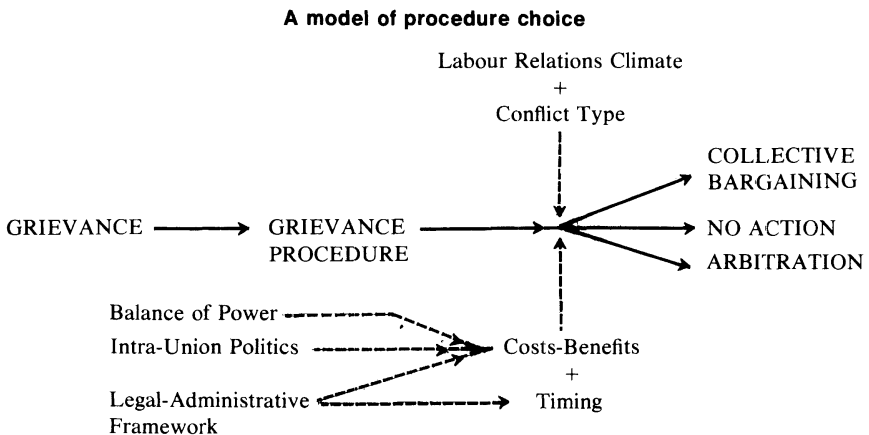 A model of procedure choice
Labour Relations Climate
+
Conflict Type
COLLECTIVE
BARGAINING
GRIEVANCE
GRIEVANCE
PROCEDURE
NO ACTION
ARBITRATION
Balance of Power
Intra-Union Politics
Costs-Benefits
+
Legal-Administrative
Framework
Timing